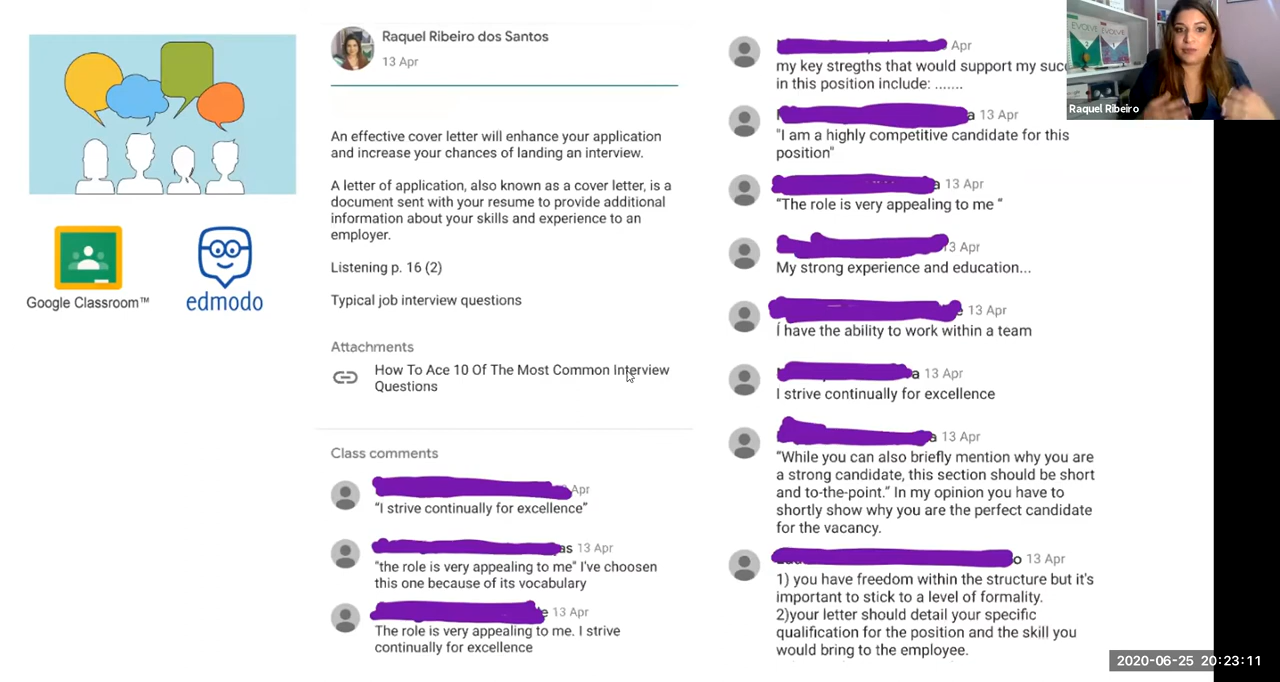 Google Classroom™
edmodo
Raquel Ribeiro dos Santos
13 Apr
An effective cover letter will enhance your application
and increase your chances of landing an interview.
A letter of application, also known as a cover letter, is a
document sent with your resume to provide additional
information about your skills and experience to an
employer.
Listening p. 16 (2)
Typical job interview questions
Attachments
How To Ace 10 Of The Most Common Interview
Questions
Class comments
Apr
"I strive continually for excellence"
as 13 Apr
"the role is very appealing to me" I've choosen
this one because of its vocabulary
13 Apr
The role is very appealing to me. I strive
continually for excellence
Apr
my key stregths that would support my
in this position include: .......
a 13 Apr
"I am a highly competitive candidate for this
position"
a 13 Apr
"The role is very appealing to me “
13 Apr
My strong experience and education...
13 Apr
Í have the ability to work within a team
a 13 Apr
I strive continually for excellence
a 13 Apr
"While you can also briefly mention why you are
a strong candidate, this section should be short
and to-the-point." In my opinion you have to
shortly show why you are the perfect candidate
for the vacancy.
o 13 Apr
1) you have freedom within the structure but it's
important to stick to a level of formality.
2)your letter should detail your specific
qualification for the position and the skill you
would bring to the employee.
EVOLVE
EVOLVE
Raquel Ribeiro
2020-06-25 20:23:11